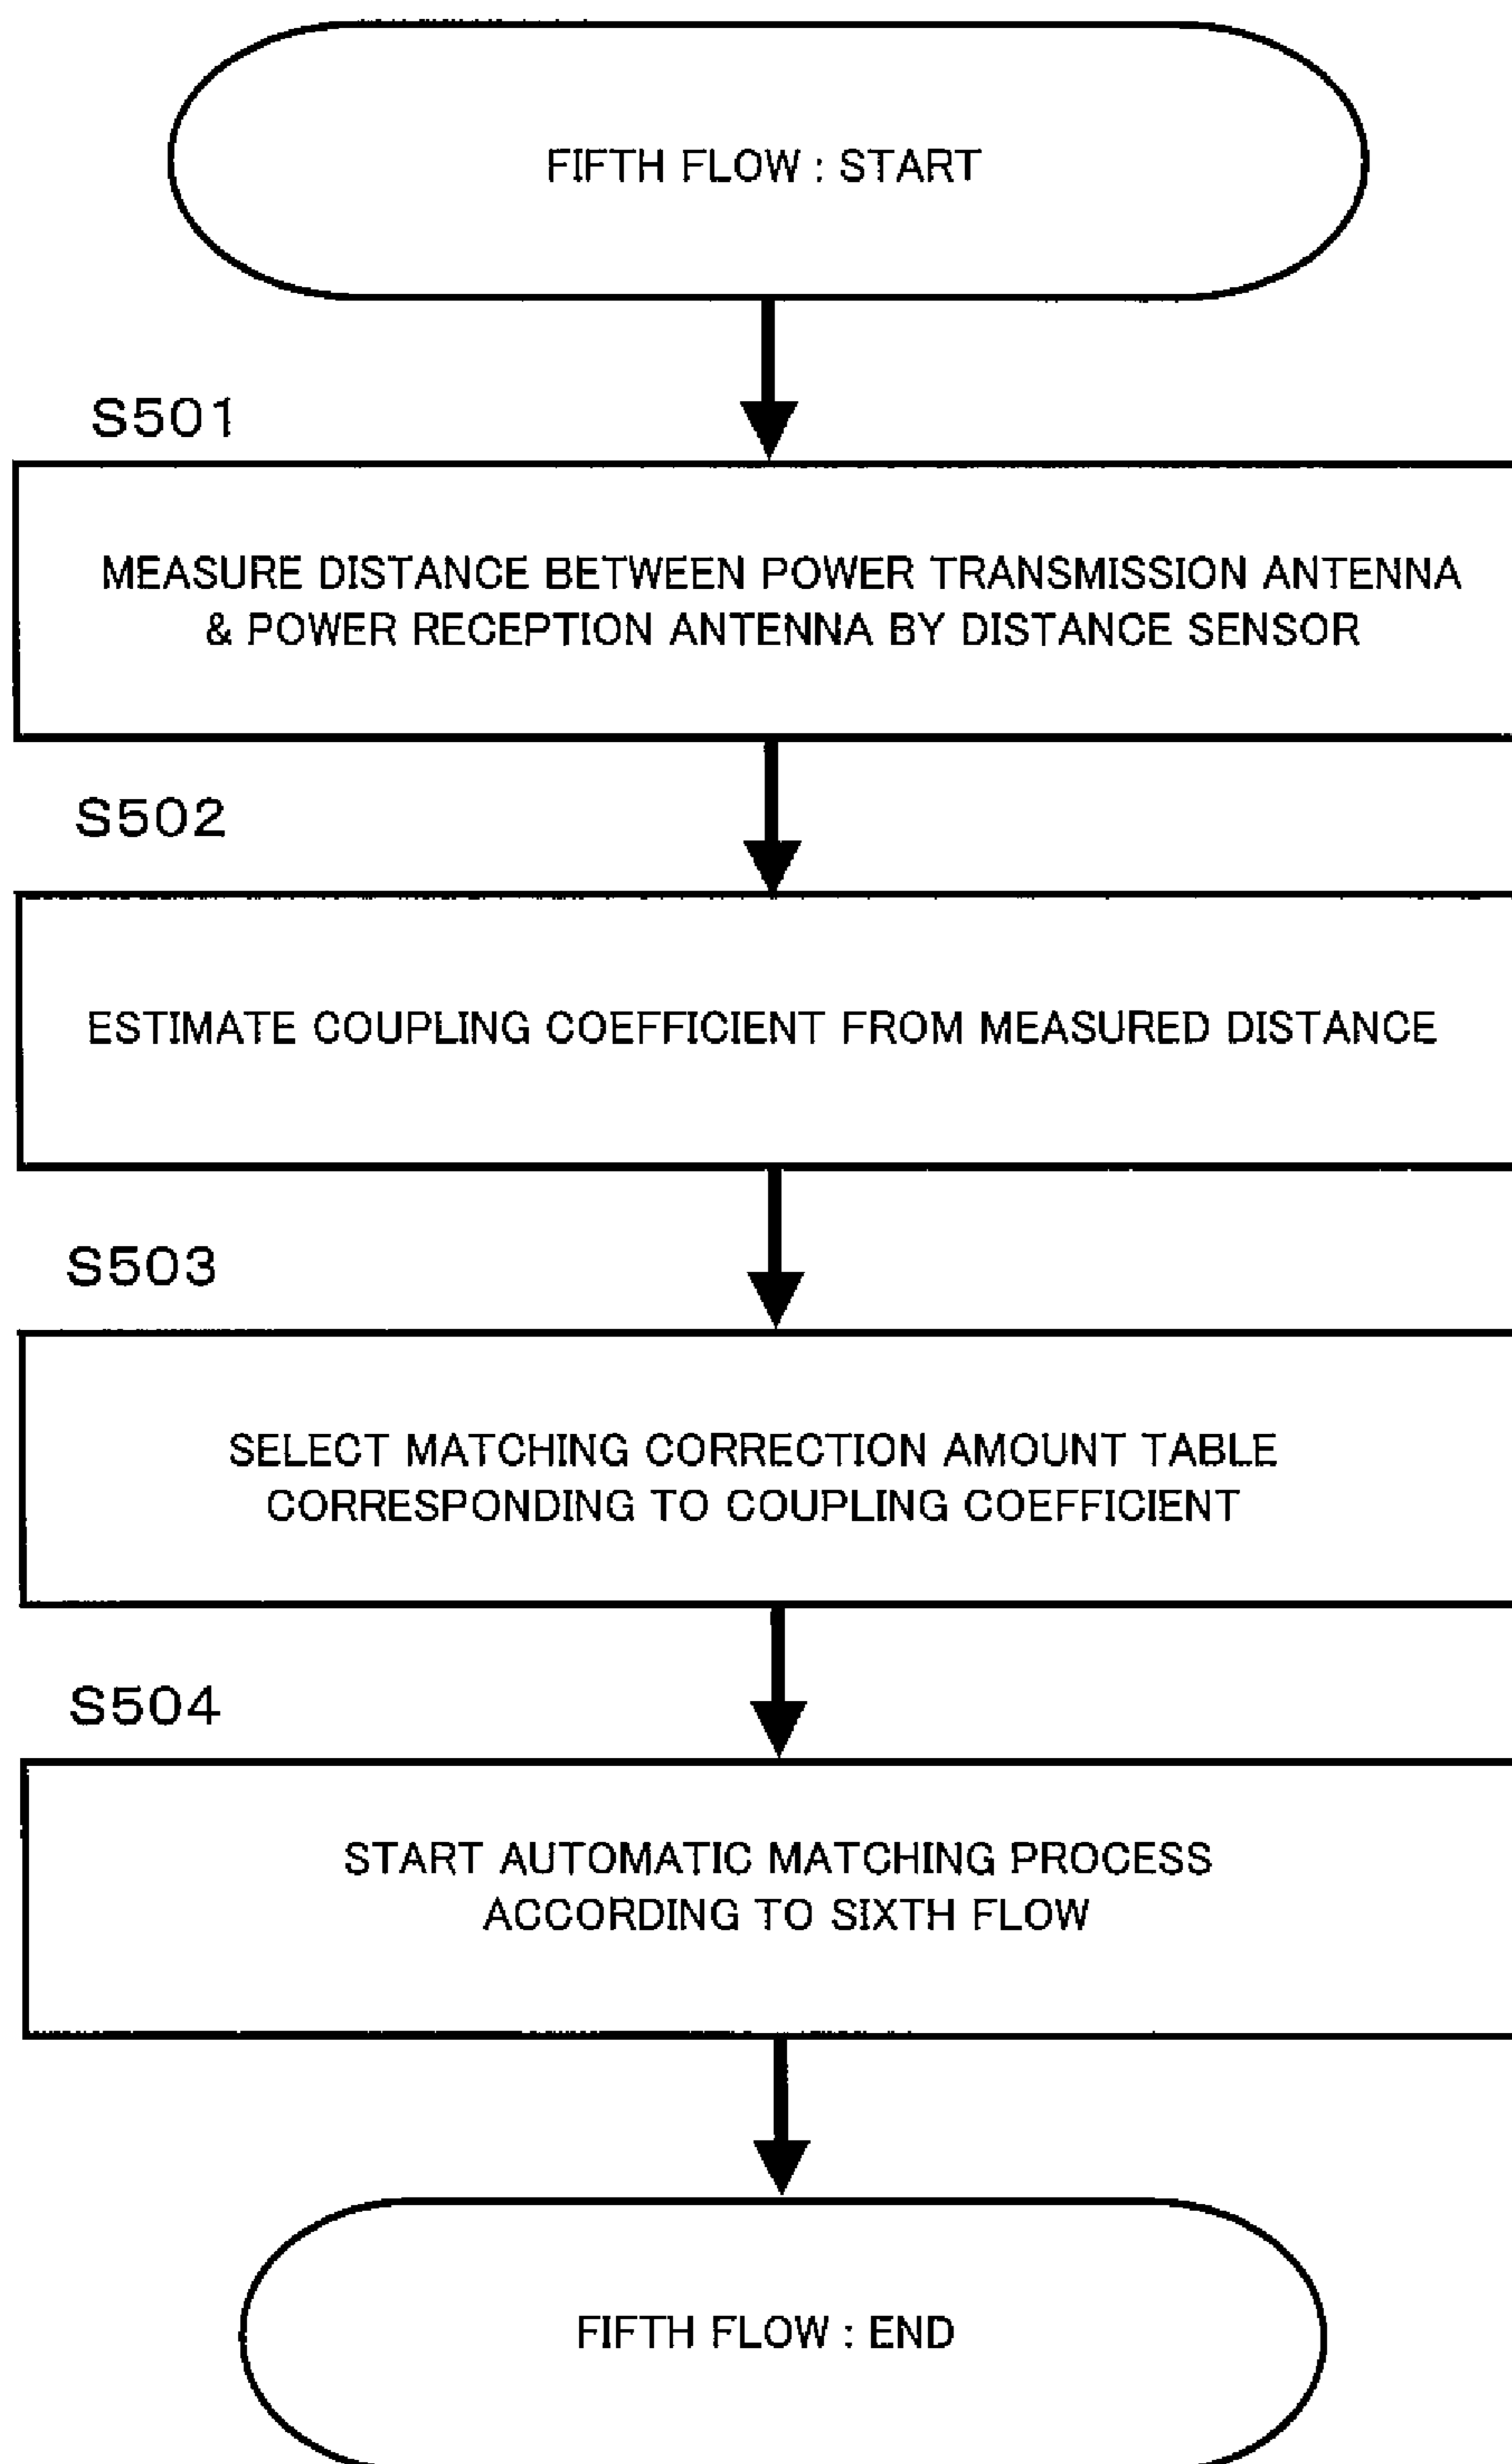 FIFTH FLOW : START
S501
MEASURE DISTANCE BETWEEN POWER TRANSMISSION ANTENNA
& POWER RECEPTION ANTENNA BY DISTANCE SENSOR
S502
ESTIMATE COUPLING COEFFICIENT FROM MEASURED DISTANCE
S503
SELECT MATCHING CORRECTION AMOUNT TABLE
CORRESPONDING TO COUPLING COEFFICIENT
S504
START AUTOMATIC MATCHING PROCESS
ACCORDING TO SIXTH FLOW
FIFTH FLOW : END